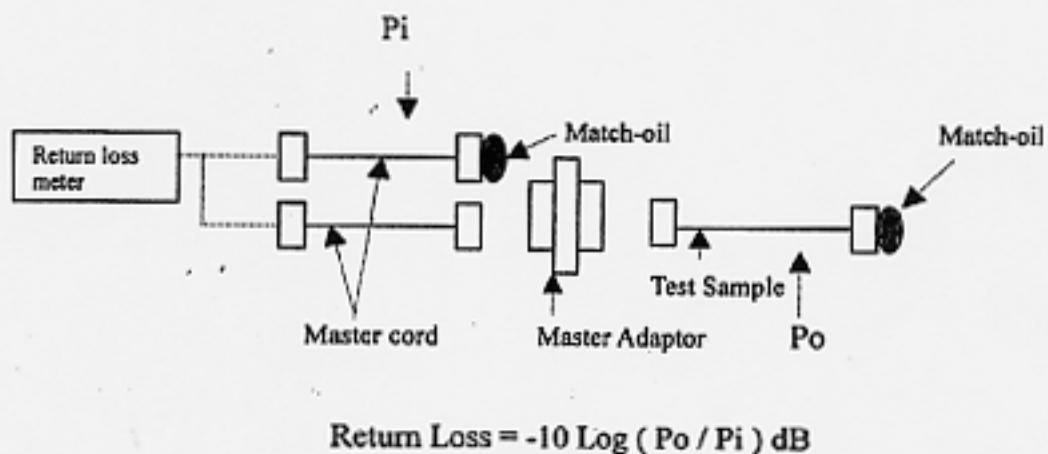 Pi
Match-oil
Match-oil
Return loss
meter
Test Sample
Master cord
Master Adaptor
Po
Return Loss = -10 Log ( Po / Pi ) dB